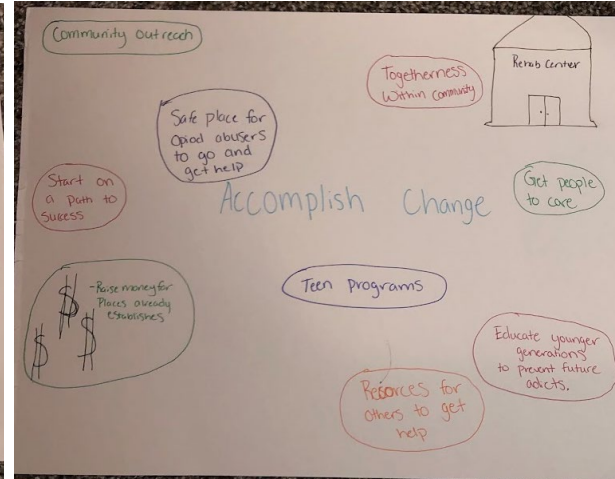 Community Outreach
Togetherness
Within Community
Rehab Center
Safe place for
Opiod abusers
to go and
get help
Start on
a path to
Sucess
Accomplish Change
Get people
to care
$ $ $
-Raise money for
Places already
establishes
Teen programs
Educate younger
generations
to prevent future
adicts.
Resorces for
others to get
help